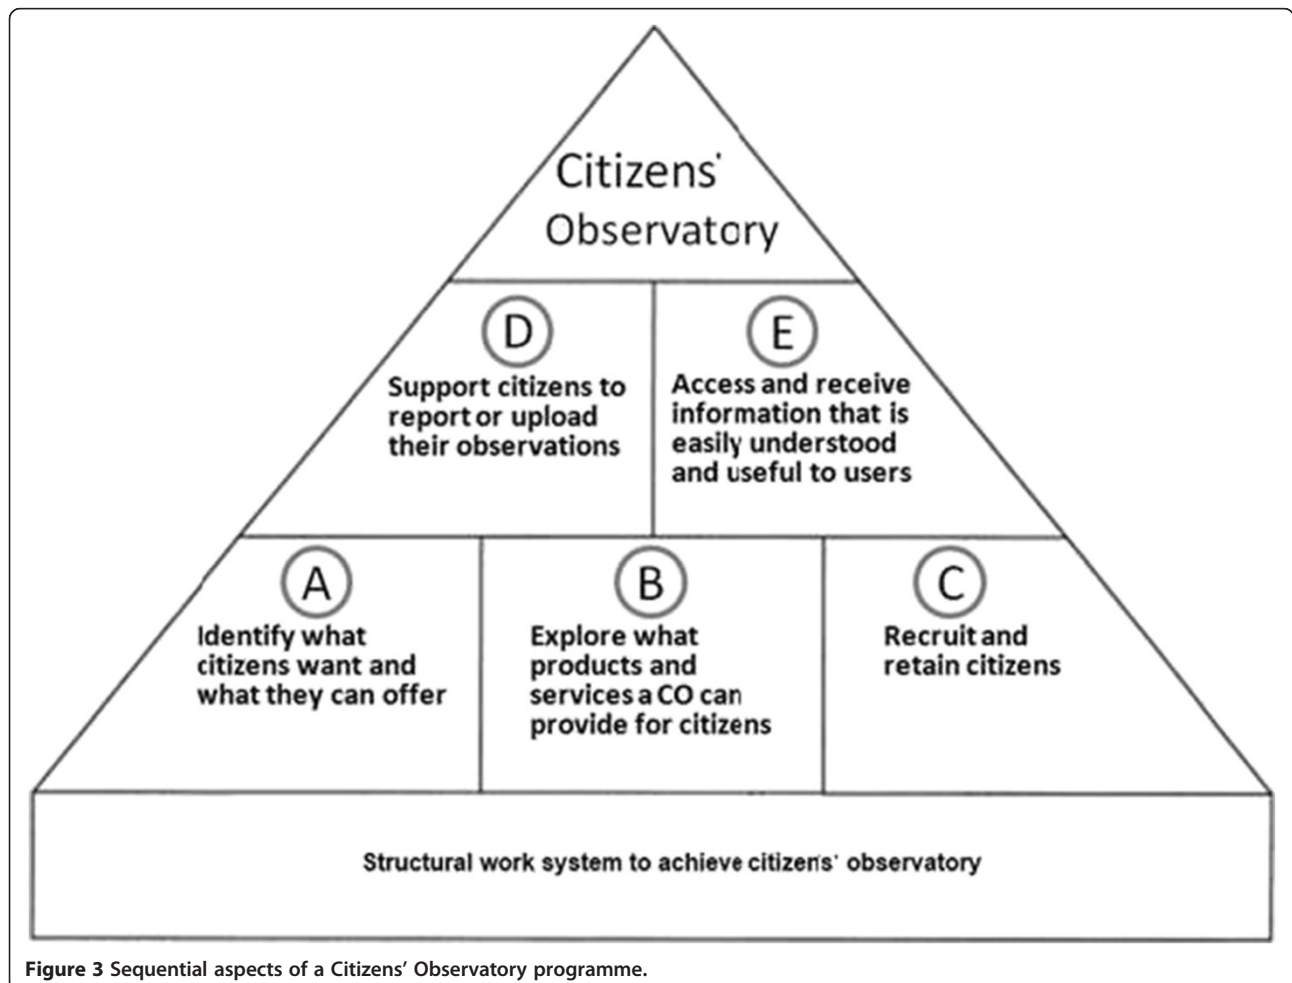 Citizens'
Observatory
D
Support citizens to
report or upload
their observations
E
Access and receive
information that is
easily understood
and useful to users
A
Identify what
citizens want and
what they can offer
B
Explore what
products and
services a CO can
provide for citizens
C
Recruit and
retain citizens
Structural work system to achieve citizens' observatory
Figure 3 Sequential aspects of a Citizens' Observatory programme.